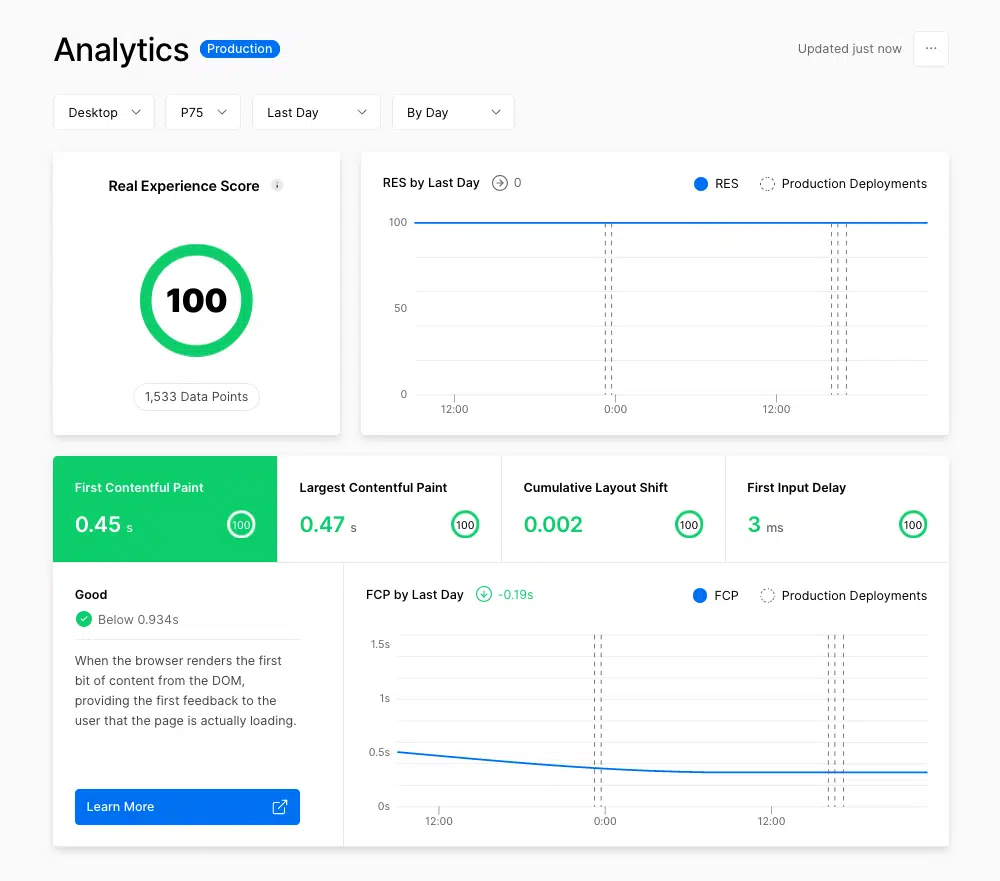 Analytics Production
Updated just now
Desktop
P75
Last Day
By Day
Real Experience Score
100
1,533 Data Points
RES by Last Day 0
RES
Production Deployments
100
50
0
12:00
0:00
12:00
First Contentful Paint
0.45 s
100
Largest Contentful Paint
0.47 s
100
Cumulative Layout Shift
0.002
100
First Input Delay
3 ms
100
Good
Below 0.934s
When the browser renders the first
bit of content from the DOM,
providing the first feedback to the
user that the page is actually loading.
Learn More
FCP by Last Day -0.19s
FCP
Production Deployments
1.5s
1s
0.5s
0s
12:00
0:00
12:00